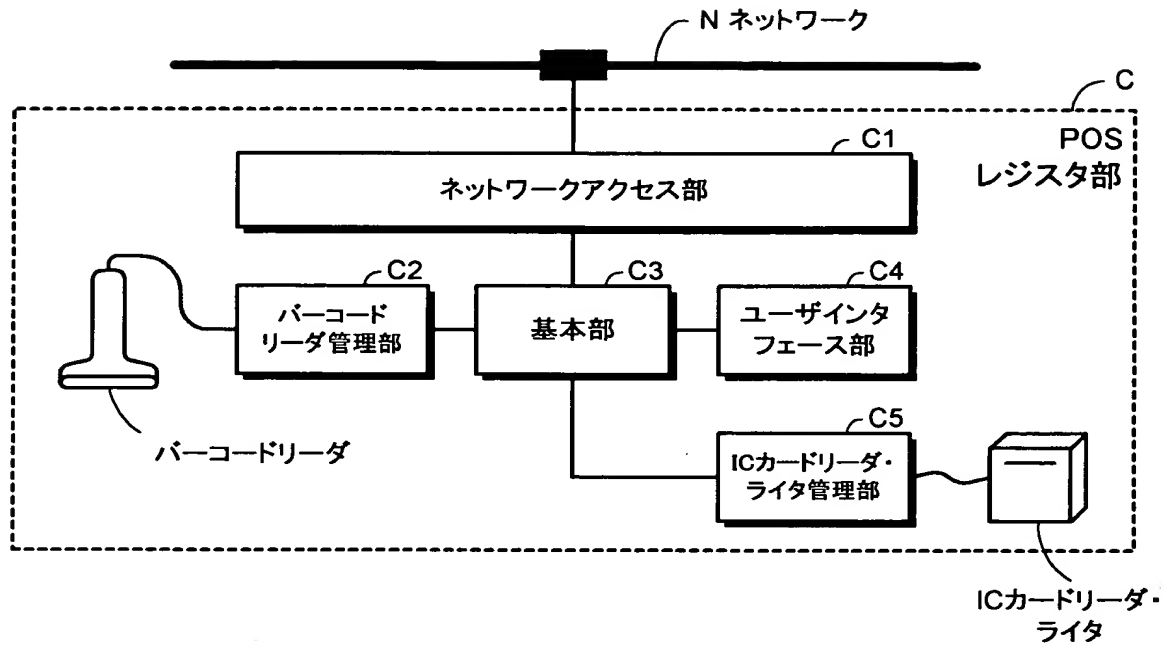 N ネットワーク
C
POS
レジスタ部
C1
ネットワークアクセス部
C2
バーコード
リーダ管理部
C3
基本部
C4
ユーザインタ
フェース部
バーコードリーダ
C5
ICカードリーダ・
ライタ管理部
ICカードリーダ・
ライタ